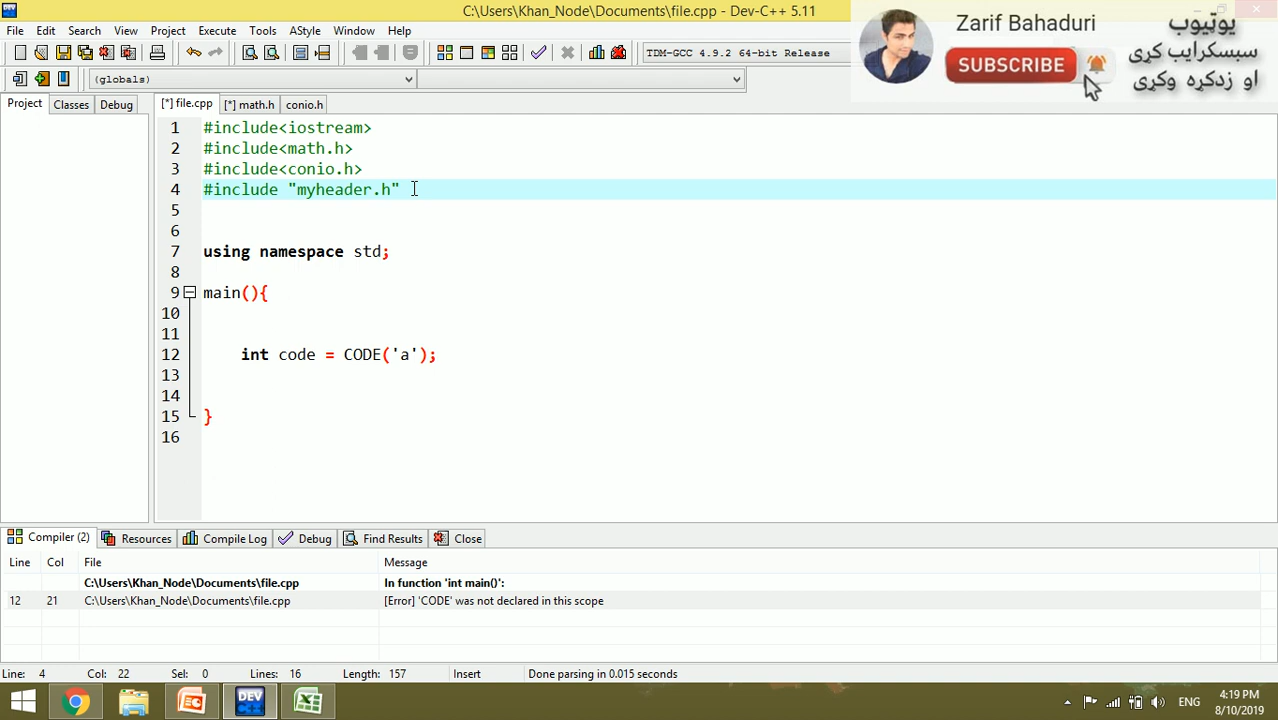 C:\Users\Khan_Node\Documents\file.cpp - Dev-C++ 5.11
File Edit Search View Project Execute Tools AStyle Window Help
TDM-GCC 4.9.2 64-bit Release
(globals)
Zarif Bahaduri
SUBSCRIBE
یوټیوب
سبسکرایب کړی
او زدکړه وکړی
Project Classes Debug
[*] file.cpp [*] math.h conio.h
1 #include<iostream>
2 #include<math.h>
3 #include<conio.h>
4 #include "myheader.h"
5
6
7 using namespace std;
8
9 main(){
10
11
12 int code = CODE('a');
13
14
15 }
16
Compiler (2) Resources Compile Log Debug Find Results Close
Line Col File Message
C:\Users\Khan_Node\Documents\file.cpp In function 'int main()':
12 21 C:\Users\Khan_Node\Documents\file.cpp [Error] 'CODE' was not declared in this scope
Line: 4 Col: 22 Sel: 0 Lines: 16 Length: 157 Insert Done parsing in 0.015 seconds
DEV
ENG
4:19 PM
8/10/2019